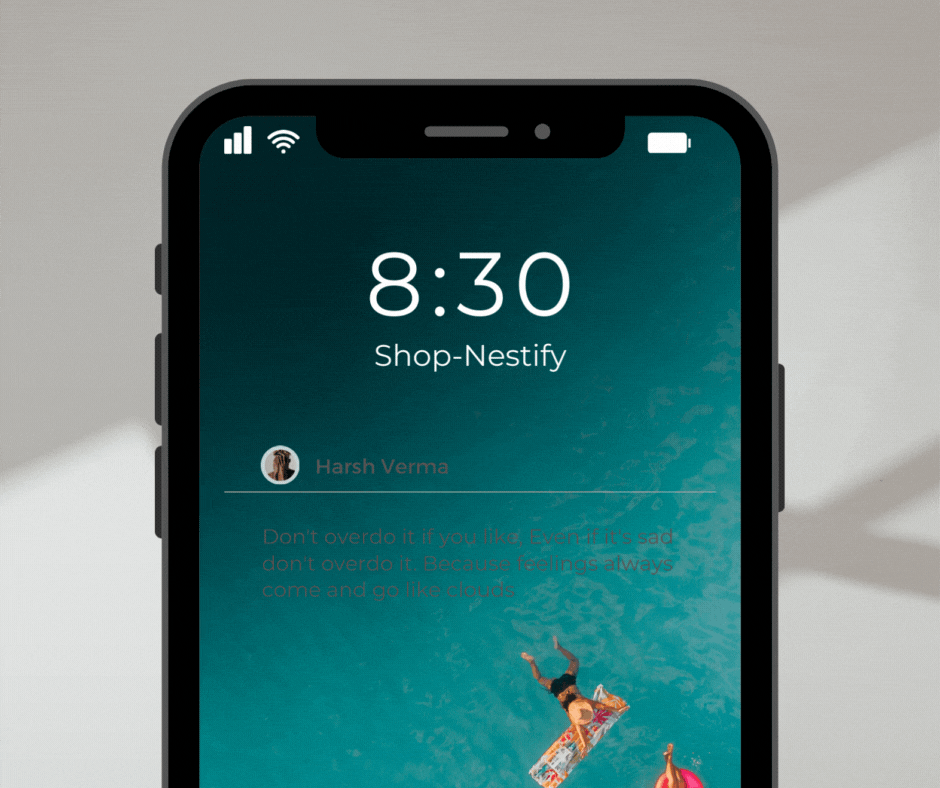 8:30
Shop-Nestify
Harsh Verma
Don't overdo it if you like, Even if it's sad
don't overdo it. Because feelings always
come and go like clouds